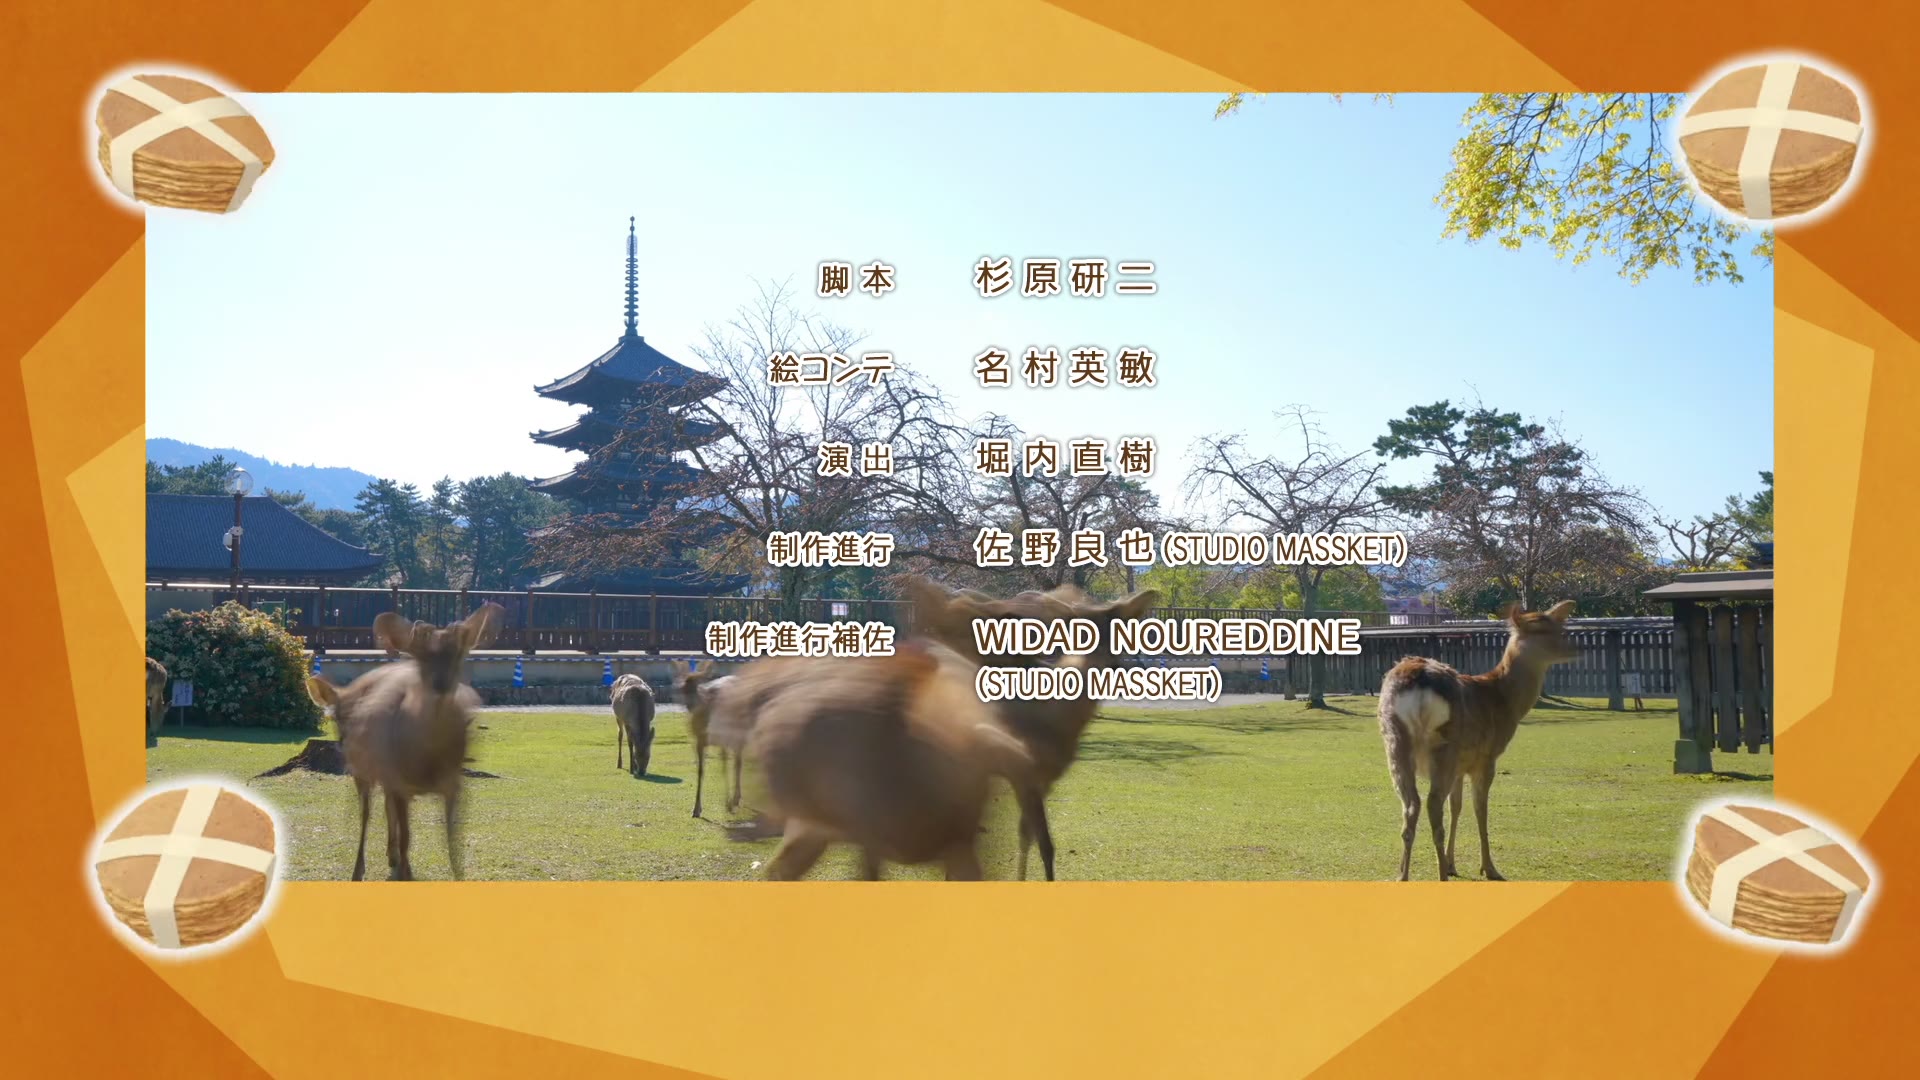 脚本 杉原研二
絵コンテ 名村英敏
演出 堀内直樹
制作進行 佐野良也(STUDIO MASSKET)
制作進行補佐 WIDAD NOUREDDINE
(STUDIO MASSKET)